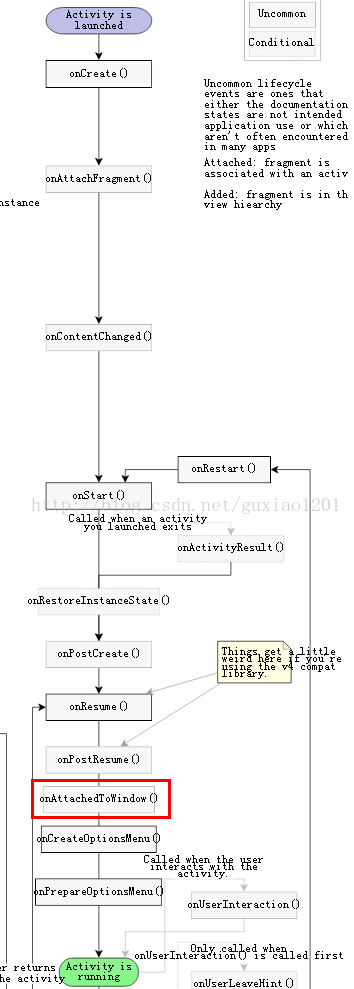 Activity is
launched
Uncommon
Conditional
onCreate()
Uncommon lifecycle
events are ones that
either the documentation
states are not intended
application use or which
aren't often encountered
in many apps
Attached: fragment is
associated with an activ
Added: fragment is in th
view hiearchy
onAttachFragment()
nstance
onContentChanged()
onRestart()
onStart()
http://blog.csdn.net/guxiao1201
Called when an activity
you launched exits
onActivityResult()
onRestoreInstanceState()
onPostCreate()
Things get a little
weird here if you're
using the v4 compat
library.
onResume()
onPostResume()
onAttachedToWindow()
onCreateOptionsMenu()
Called when the user
interacts with the
activity.
onPrepareOptionsMenu()
onUserInteraction()
Only called when
onUserInteraction() is called first
er returns
the activity
Activity is
running
onUserLeaveHint()